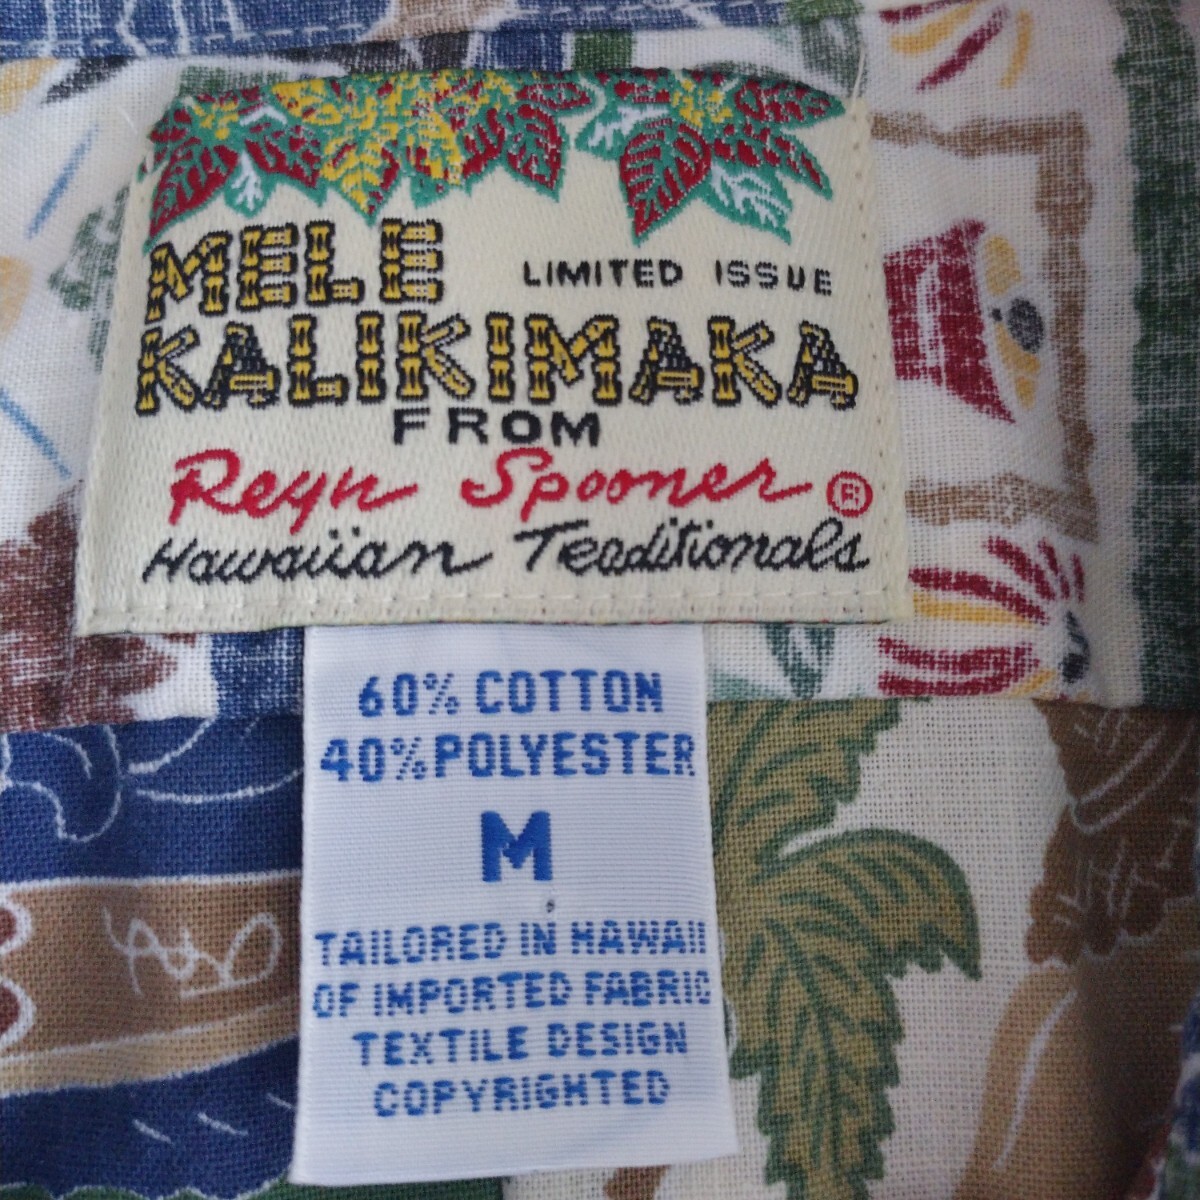 MELE
LIMITED ISSUE
KALIKIMAKA
FROM
Reyn Spooner ®
Hawaiian Traditionals
60% COTTON
40% POLYESTER
M
TAILORED IN HAWAII
OF IMPORTED FABRIC
TEXTILE DESIGN
COPYRIGHTED